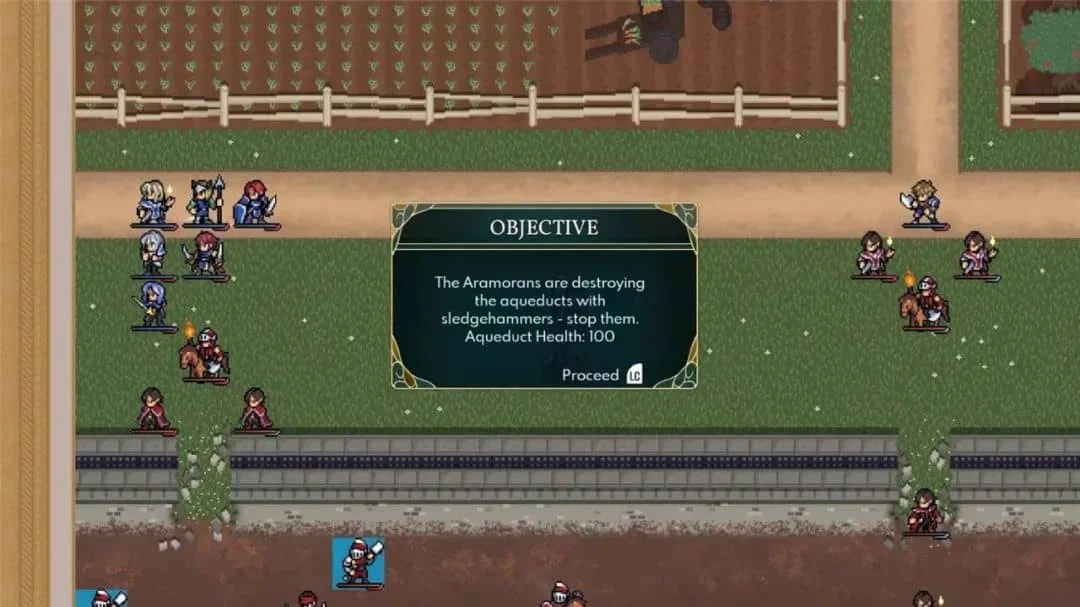 OBJECTIVE
The Aramorans are destroying
the aqueducts with
sledgehammers - stop them.
Aqueduct Health: 100
Proceed LC